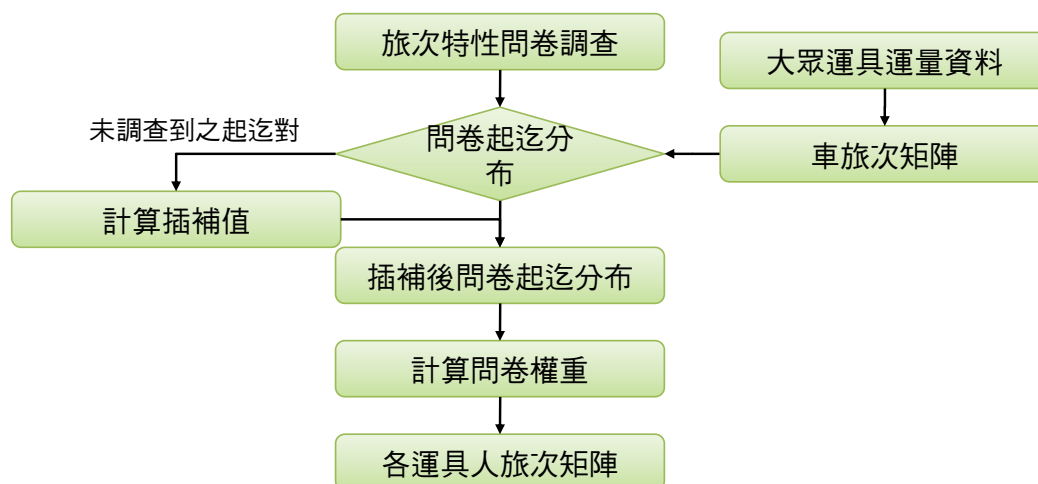 旅次特性問卷調查
大眾運具運量資料
未調查到之起迄對
問卷起迄分
布
車旅次矩陣
計算插補值
插補後問卷起迄分布
計算問卷權重
各運具人旅次矩陣